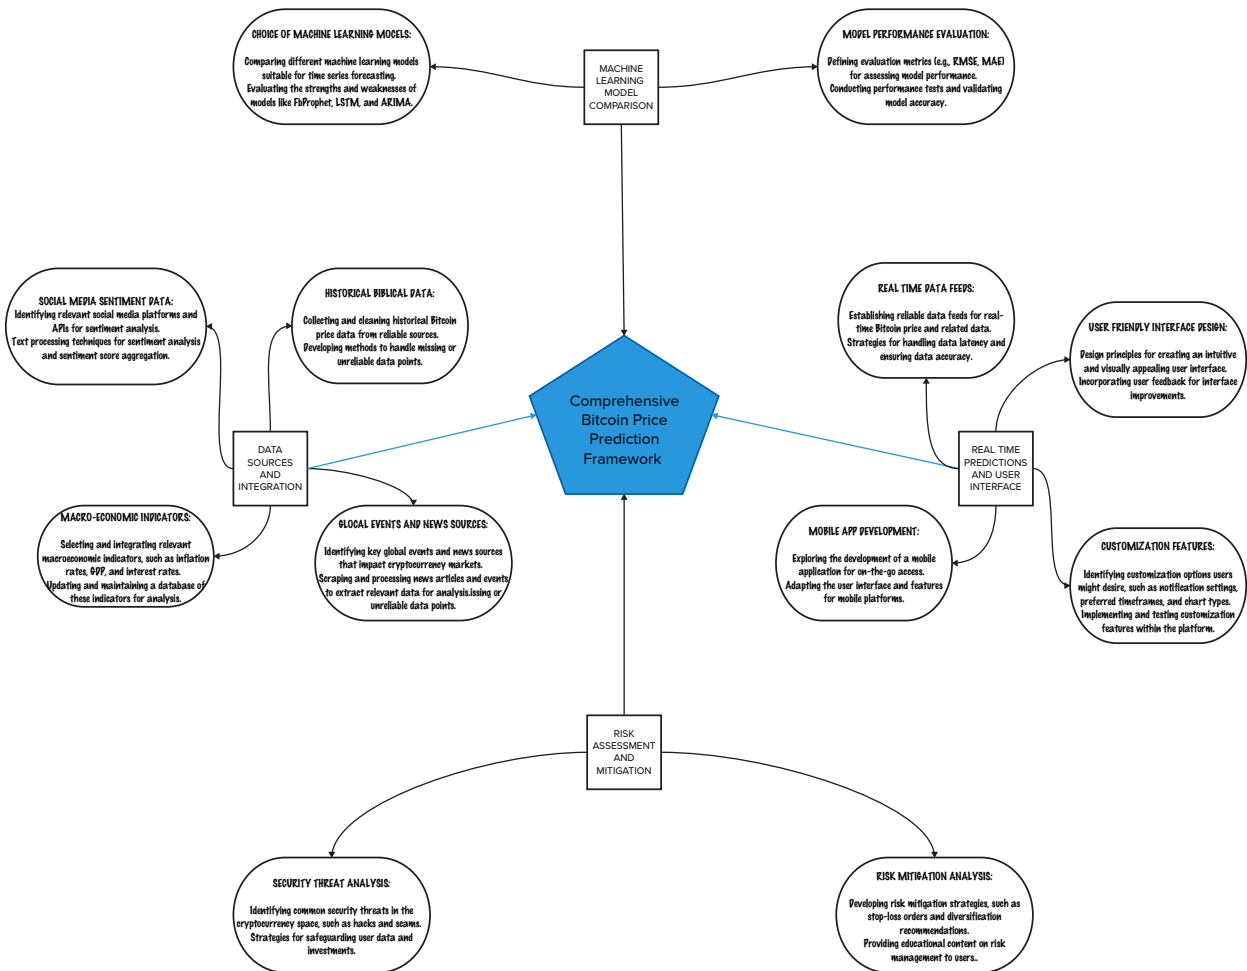 CHOICE OF MACHINE LEARNING MOCELS:
Comparing different machine learning models
suitable for time series forecasting.
Evaluating the strengths and weaknesses of
models like FbProphet, LSTM, and ARIMA.
MACHINE
LEARNING
MODEL
COMPARISON
MODEL PERFORMANCE EVALUATION:
Defining evaluation metrics (e.g., RMSE, MAE)
for assessing model performance.
Conducting performance tests and validating
model accuracy.
SOCIAL MEDIA SENTIMENT DATA:
Identifying relevant social media platforms and
APIs for sentiment analysis.
Text processing techniques for sentiment analysis
and sentiment score aggregation.
HISTORICAL BIBLICAL DATA:
Collecting and cleaning historical Bitcoin
price data from reliable sources.
Developing methods to handle missing or
unreliable data points.
REAL TIME DATA FEEDS:
Establishing reliable data feeds for real-
time Bitcoin price and related data.
Strategies for handling data latency and
ensuring data accuracy.
USER FRIENDLY INTERFACE DESIGN:
Design principles for creating an intuitive
and visually appealing user interface.
Incorporating user feedback for interface
improvements.
Comprehensive
Bitcoin Price
Prediction
Framework
DATA
SOURCES
AND
INTEGRATION
REAL TIME
PREDICTIONS
AND USER
INTERFACE
MACRO-ECONOMIC INDICATORS:
Selecting and integrating relevant
macroeconomic indicators, such as inflation
rates, GDP, and interest rates.
Updating and maintaining a database of
these indicators for analysis.
GLOCAL EVENTS AND NEWS SOURCES:
Identifying key global events and news sources
that impact cryptocurrency markets.
Scraping and processing news articles and events
to extract relevant data for analysis.issing or
unreliable data points.
MOBILE APP DEVELOPMENT:
Exploring the development of a mobile
application for on-the-go access.
Adapting the user interface and features
for mobile platforms.
CUSTOMIZATION FEATURES:
Identifying customization options users
might desire, such as notification settings,
preferred timeframes, and chart types.
Implementing and testing customization
features within the platform.
RISK
ASSESSMENT
AND
MITIGATION
SECURITY THREAT ANALYSIS:
Identifying common security threats in the
cryptocurrency space, such as hacks and scams.
Strategies for safeguarding user data and
investments.
RISK MITIGATION ANALYSIS:
Developing risk mitigation strategies, such as
stop-loss orders and diversification
recommendations.
Providing educational content on risk
management to users..